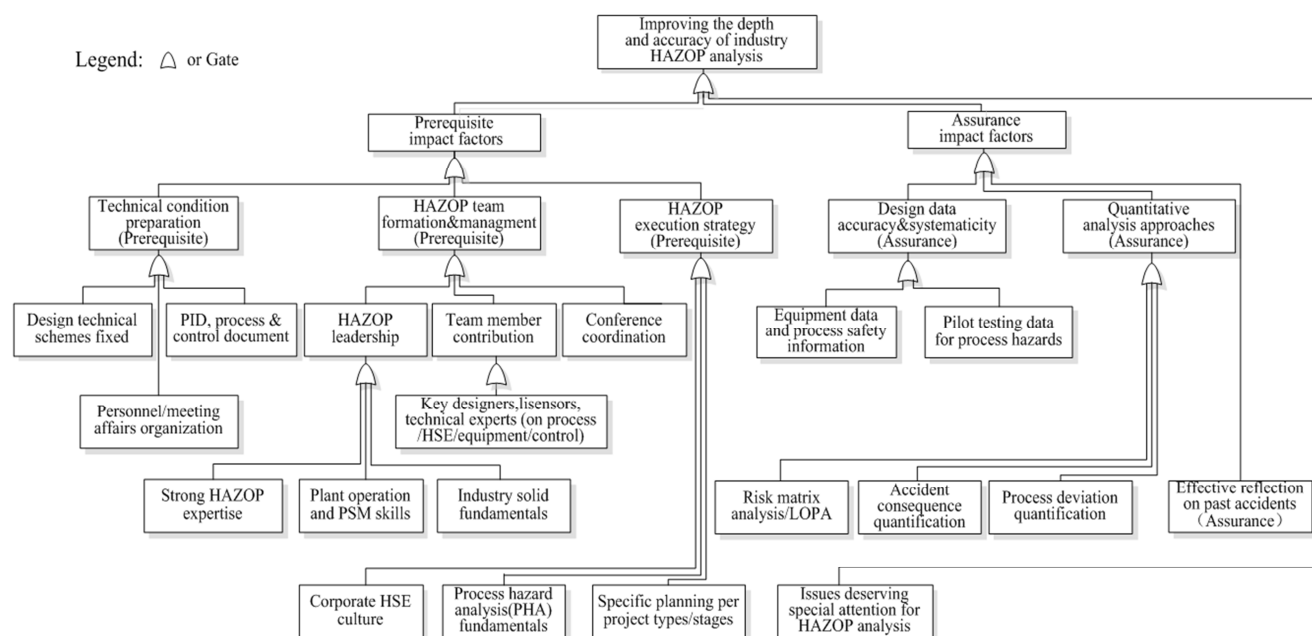 Improving the depth
and accuracy of industry
HAZOP analysis
Legend: or Gate
Prerequisite
impact factors
Assurance
impact factors
Technical condition
preparation
(Prerequisite)
HAZOP team
formation&managment
(Prerequisite)
HAZOP
execution strategy
(Prerequisite)
Design data
accuracy&systematicity
(Assurance)
Quantitative
analysis approaches
(Assurance)
Design technical
schemes fixed
PID, process &
control document
HAZOP
leadership
Team member
contribution
Conference
coordination
Equipment data
and process safety
information
Pilot testing data
for process hazards
Personnel/meeting
affairs organization
Key designers,lisensors,
technical experts (on process
/HSE/equipment/control)
Strong HAZOP
expertise
Plant operation
and PSM skills
Industry solid
fundamentals
Risk matrix
analysis/LOPA
Accident
consequence
quantification
Process deviation
quantification
Effective reflection
on past accidents
（Assurance）
Corporate HSE
culture
Process hazard
analysis(PHA)
fundamentals
Specific planning per
project types/stages
Issues deserving
special attention for
HAZOP analysis